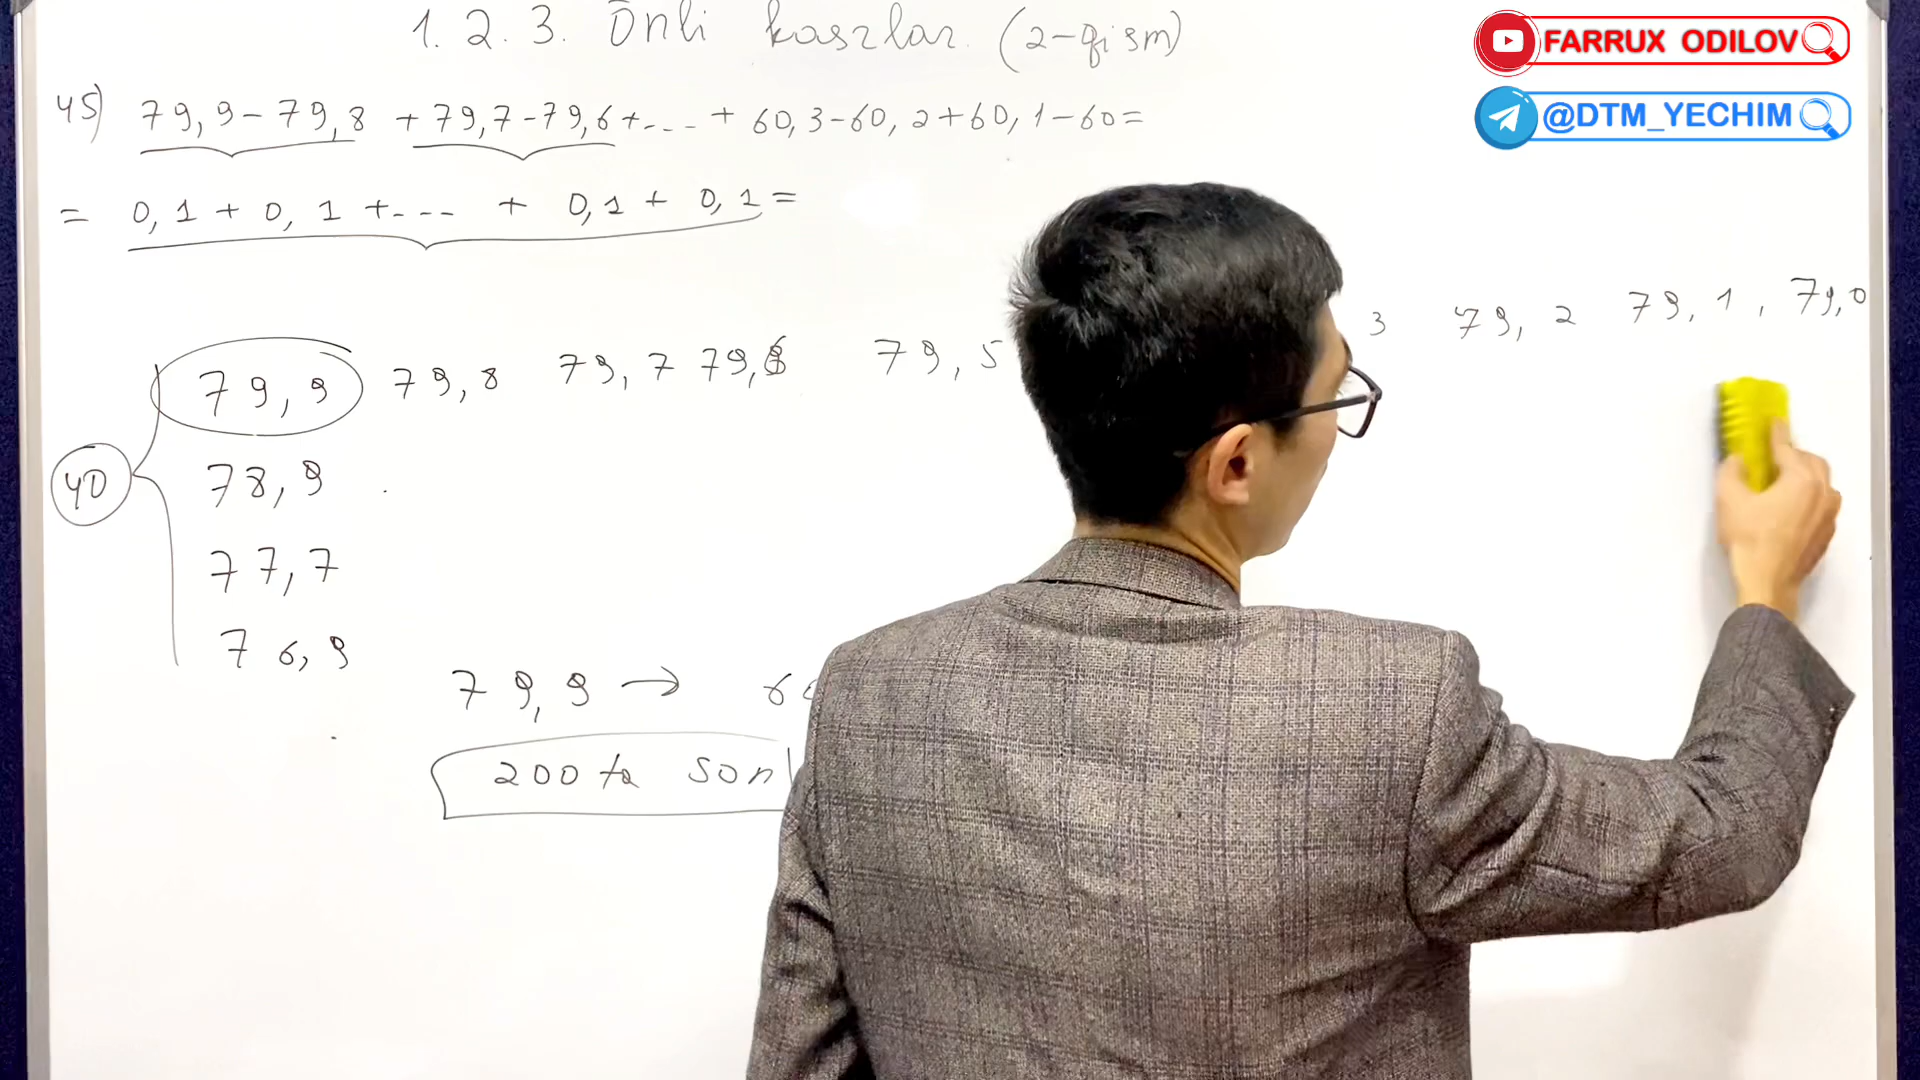 1.2.3. Onli kasrlar. (2-qism)
FARRUX ODILOV
@DTM_YECHIM
45) 79,9-79,8 +79,7-79,6+.... + 60,3-60,2+60,1-60=
= 0,1+0,1+--- + 0,1+0,1=
79,9 79,8 79,7 79,6 79,5 3 79,2 79,1, 79,0
40
78,9
77,7
76,9
79,9 → 60
200 ta son